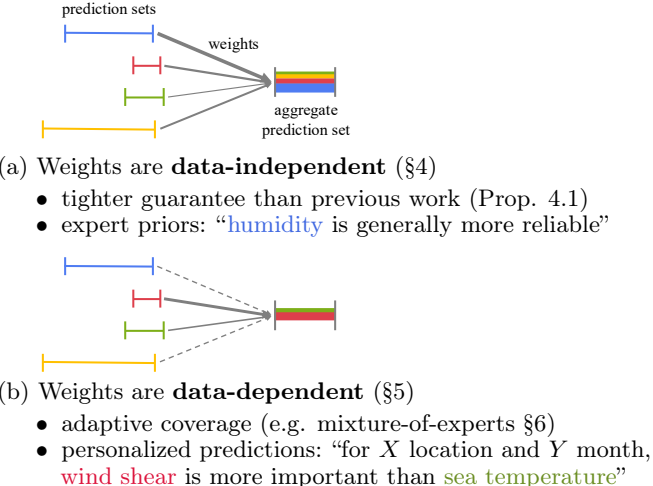 prediction sets
weights
aggregate
prediction set
(a) Weights are data-independent (§4)
• tighter guarantee than previous work (Prop. 4.1)
• expert priors: “humidity is generally more reliable”
(b) Weights are data-dependent (§5)
• adaptive coverage (e.g. mixture-of-experts §6)
• personalized predictions: “for X location and Y month,
wind shear is more important than sea temperature”